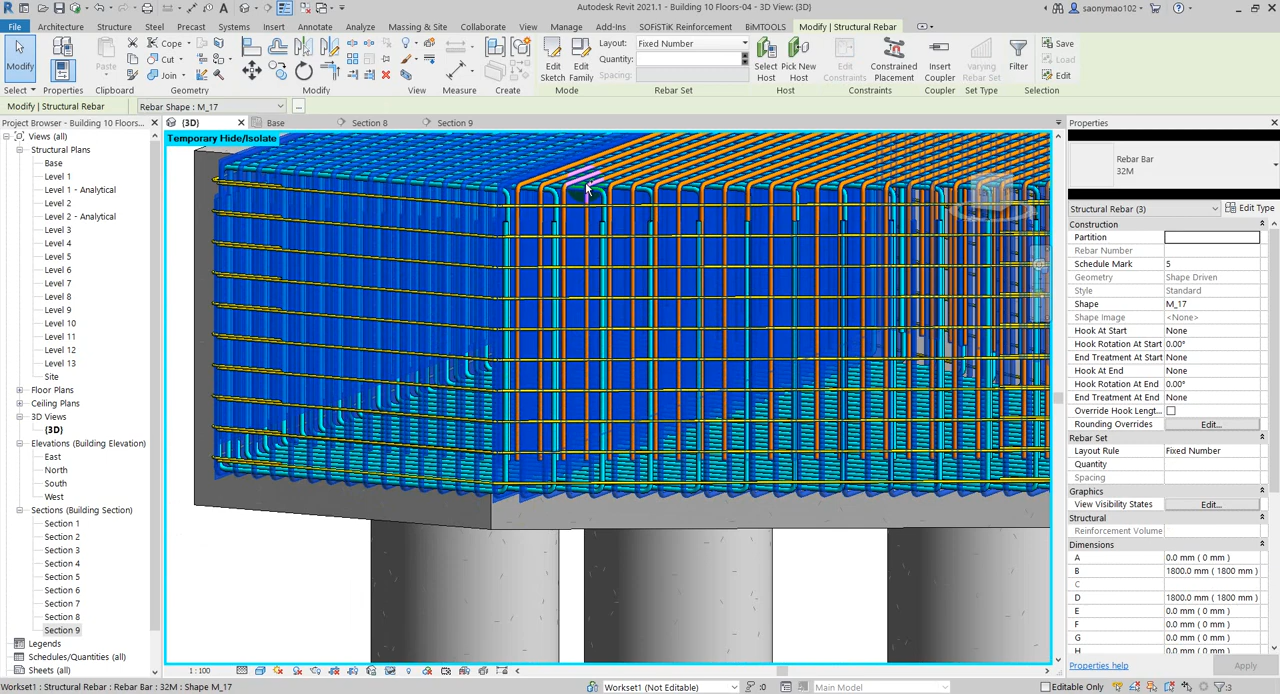 Autodesk Revit 2021.1 - Building 10 Floors-04 - 3D View: {3D}
saonymao102
File Architecture Structure Steel Precast Systems Insert Annotate Analyze Massing & Site Collaborate View Manage Add-Ins SOFiSTiK Reinforcement BiMTOOLS Modify | Structural Rebar
Modify
Properties
Paste
Cope
Cut
Join
Layout: Fixed Number
Quantity:
Spacing:
Edit Sketch
Edit Family
Select Host
Pick New Host
Edit Constraints
Constrained Placement
Insert Coupler
Varying Rebar Set
Filter
Save
Load
Edit
Select Properties Clipboard Geometry Modify View Measure Create Mode Rebar Set Host Constraints Coupler Set Type Selection
Modify | Structural Rebar Rebar Shape : M_17 ...
Project Browser - Building 10 Floors...
{3D} Base Section 8 Section 9
Temporary Hide/Isolate
Views (all)
Structural Plans
Base
Level 1
Level 1 - Analytical
Level 2
Level 2 - Analytical
Level 3
Level 4
Level 5
Level 6
Level 7
Level 8
Level 9
Level 10
Level 11
Level 12
Level 13
Site
Floor Plans
Ceiling Plans
3D Views
{3D}
Elevations (Building Elevation)
East
North
South
West
Sections (Building Section)
Section 1
Section 2
Section 3
Section 4
Section 5
Section 6
Section 7
Section 8
Section 9
Legends
Schedules/Quantities (all)
Sheets (all)
Properties
Rebar Bar
32M
Structural Rebar (3) Edit Type
Construction
Partition
Rebar Number
Schedule Mark 5
Geometry Shape Driven
Style Standard
Shape M_17
Shape Image <None>
Hook At Start None
Hook Rotation At Start 0.00°
End Treatment At Start None
Hook At End None
Hook Rotation At End 0.00°
End Treatment At End None
Override Hook Lengt...
Rounding Overrides Edit...
Rebar Set
Layout Rule Fixed Number
Quantity
Spacing
Graphics
View Visibility States Edit...
Structural
Reinforcement Volume
Dimensions
A 0.0 mm ( 0 mm )
B 1800.0 mm ( 1800 mm )
C
D 1800.0 mm ( 1800 mm )
E 0.0 mm ( 0 mm )
F 0.0 mm ( 0 mm )
G 0.0 mm ( 0 mm )
H 0.0 mm ( 0 mm )
Properties help Apply
1 : 100
Workset1 : Structural Rebar : Rebar Bar : 32M : Shape M_17 Workset1 (Not Editable) :0 Main Model Editable Only :3